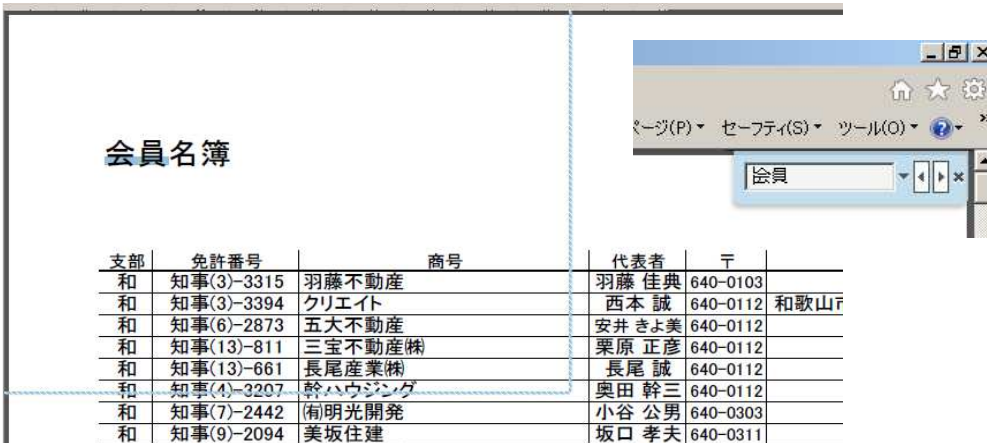 ページ(P) セーフティ(S) ツール(O)
会員
会員名簿
支部 免許番号 商号 代表者 〒
和 知事(3)-3315 羽藤不動産 羽藤 佳典 640-0103
和 知事(3)-3394 クリエイト 西本 誠 640-0112 和歌山市
和 知事(6)-2873 五大不動産 安井 きよ美 640-0112
和 知事(13)-811 三宝不動産㈱ 栗原 正彦 640-0112
和 知事(13)-661 長尾産業㈱ 長尾 誠 640-0112
和 知事(4)-3207 幹ハウジング 奥田 幹三 640-0112
和 知事(7)-2442 ㈲明光開発 小谷 公男 640-0303
和 知事(9)-2094 美坂住建 坂口 孝夫 640-0311